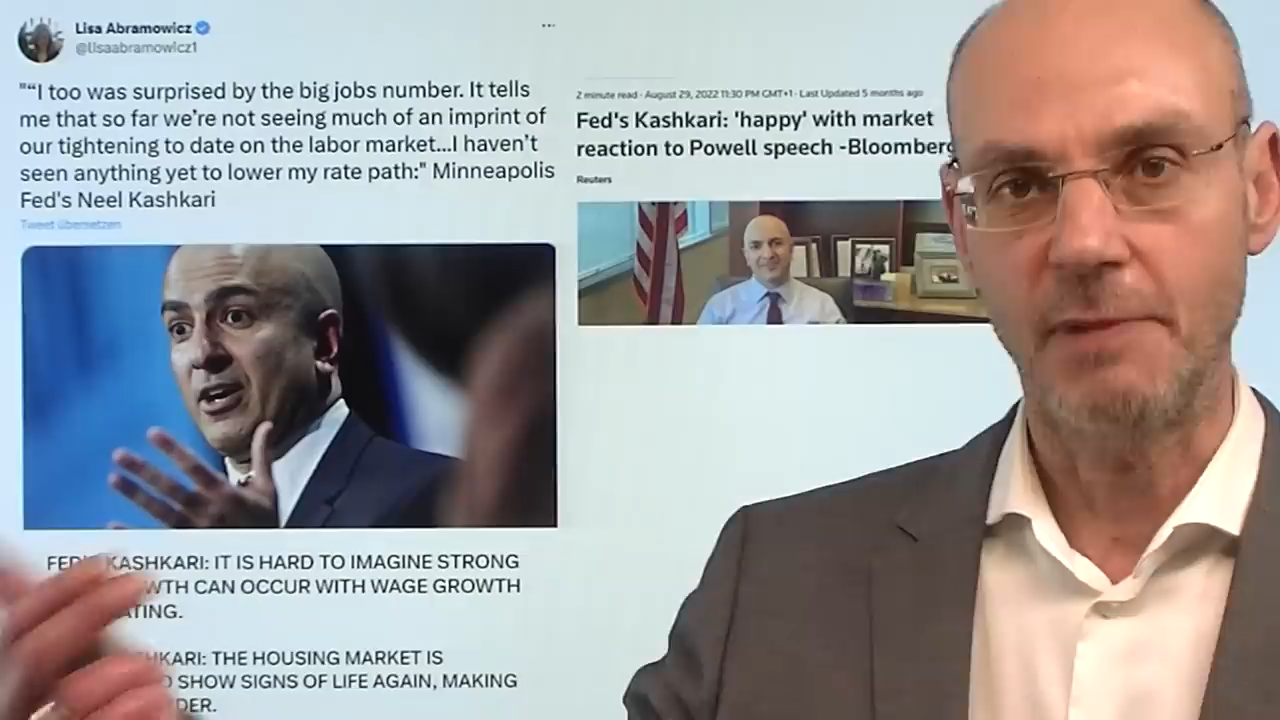 Lisa Abramowicz
@lisaabramowicz1
...
"“I too was surprised by the big jobs number. It tells
me that so far we’re not seeing much of an imprint of
our tightening to date on the labor market...I haven’t
seen anything yet to lower my rate path:" Minneapolis
Fed's Neel Kashkari
Tweet übersetzen
2 minute read · August 29, 2022 11:30 PM GMT+1 · Last Updated 5 months ago
Fed's Kashkari: 'happy' with market
reaction to Powell speech -Bloomberg
Reuters
KASHKARI: IT IS HARD TO IMAGINE STRONG
WTH CAN OCCUR WITH WAGE GROWTH
ATING.
HKARI: THE HOUSING MARKET IS
O SHOW SIGNS OF LIFE AGAIN, MAKING
DER.